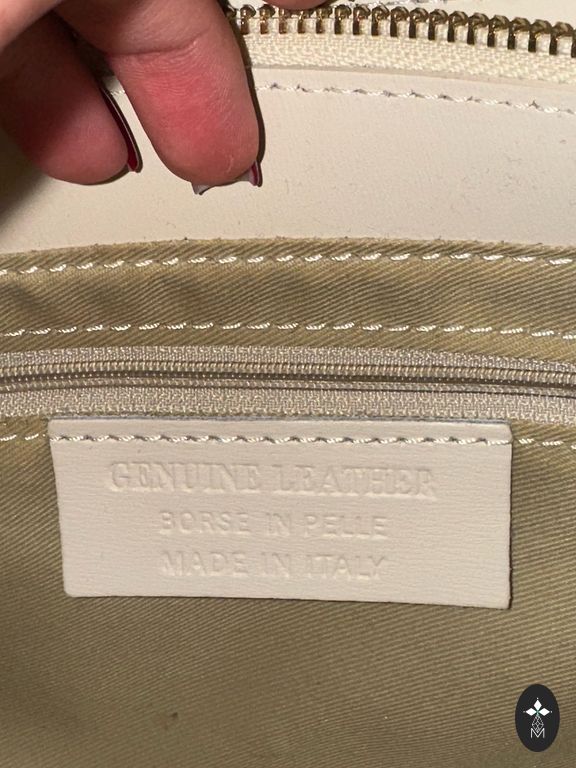 GENUINE LEATHER
BORSE IN PELLE
MADE IN ITALY